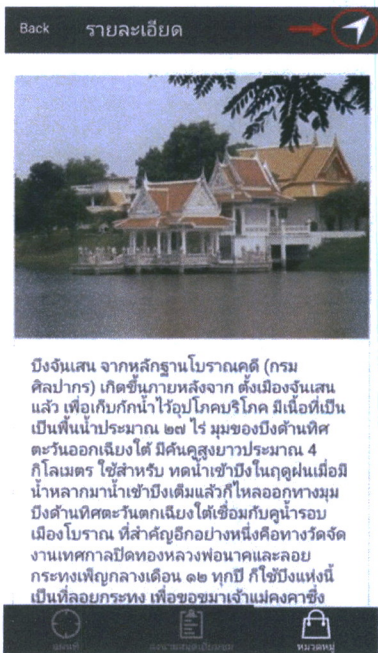 Back รายละเอียด
บึงจันเสน จากหลักฐานโบราณคดี (กรม
ศิลปากร) เกิดขึ้นภายหลังจาก ตั้งเมืองจันเสน
แล้ว เพื่อเก็บกักน้ำไว้อุปโภคบริโภค มีเนื้อที่เป็น
เป็นพื้นน้ำประมาณ ๒๗ ไร่ มุมของบึงด้านทิศ
ตะวันออกเฉียงใต้ มีคันคูสูงยาวประมาณ 4
กิโลเมตร ใช้สำหรับ ทดน้ำเข้าบึงในฤดูฝนเมื่อมี
น้ำหลากมาน้ำเข้าบึงเต็มแล้วก็ไหลออกทางมุม
บึงด้านทิศตะวันตกเฉียงใต้เชื่อมกับคูน้ำรอบ
เมืองโบราณ ที่สำคัญอีกอย่างหนึ่งคือทางวัดจัด
งานเทศกาลปิดทองหลวงพ่อนาคและลอย
กระทงเพ็ญกลางเดือน ๑๒ ทุกปี ก็ใช้บึงแห่งนี้
เป็นที่ลอยกระทง เพื่อขอขมาเจ้าแม่คงคาซึ่ง
แผนที่ หมวดหมู่